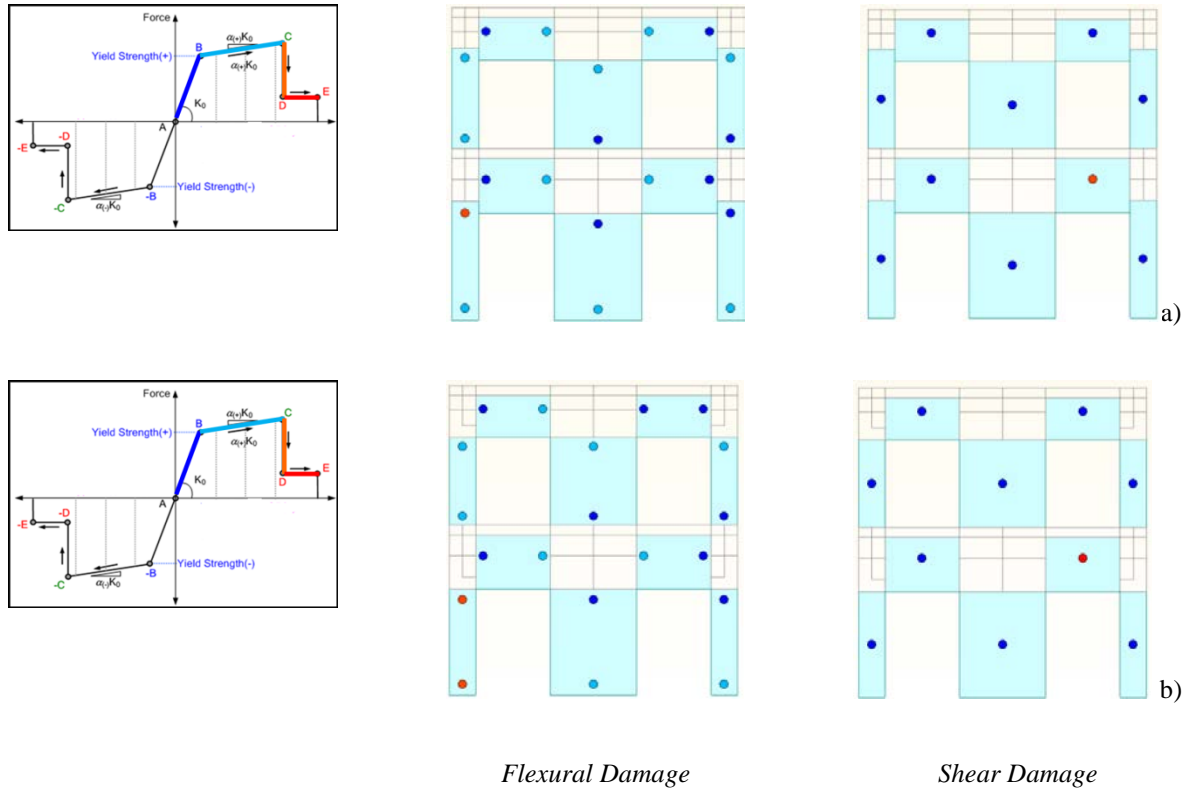 Force
α(+)K0
B
C
Yield Strength(+)
α(+)K0
D
E
K0
A
-D
-E
-B
Yield Strength(-)
-C
α(-)K0
a)
Force
α(+)K0
B
C
Yield Strength(+)
α(+)K0
D
E
K0
A
-D
-E
-B
Yield Strength(-)
-C
α(-)K0
b)
Flexural Damage
Shear Damage